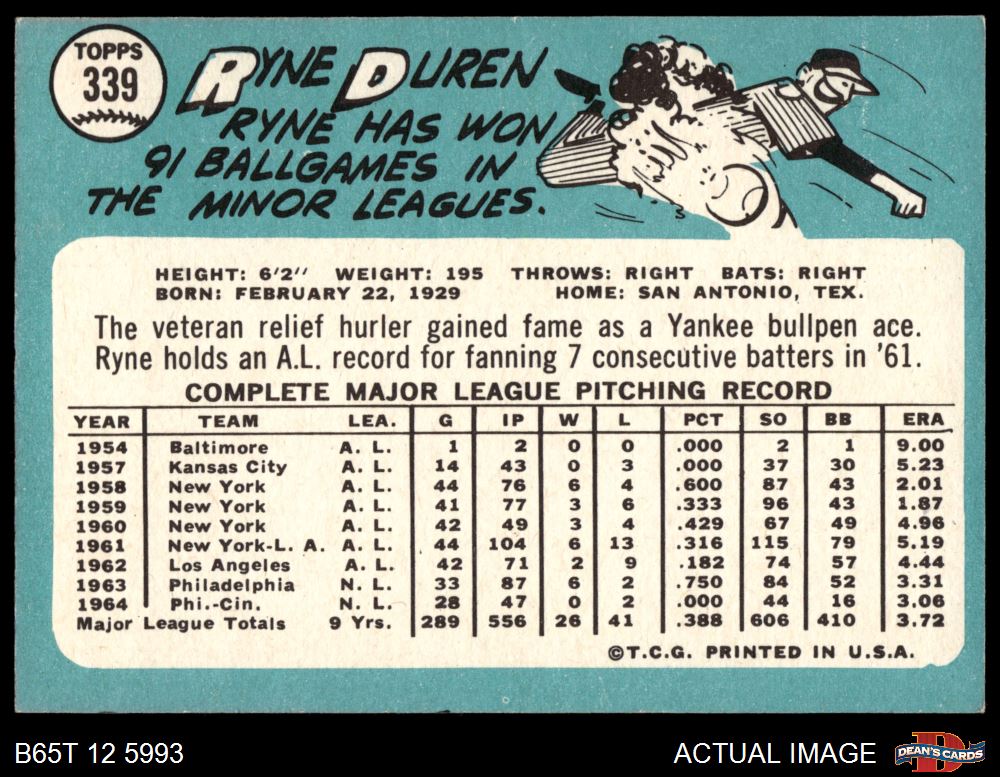 TOPPS
339
RYNE DUREN
RYNE HAS WON
91 BALLGAMES IN
THE MINOR LEAGUES.
HEIGHT: 6'2" WEIGHT: 195 THROWS: RIGHT BATS: RIGHT
BORN: FEBRUARY 22, 1929 HOME: SAN ANTONIO, TEX.
The veteran relief hurler gained fame as a Yankee bullpen ace.
Ryne holds an A.L. record for fanning 7 consecutive batters in '61.
COMPLETE MAJOR LEAGUE PITCHING RECORD
YEAR TEAM LEA. G IP W L PCT SO BB ERA
1954 Baltimore A. L. 1 2 0 0 .000 2 1 9.00
1957 Kansas City A. L. 14 43 0 3 .000 37 30 5.23
1958 New York A. L. 44 76 6 4 .600 87 43 2.01
1959 New York A. L. 41 77 3 6 .333 96 43 1.87
1960 New York A. L. 42 49 3 4 .429 67 49 4.96
1961 New York-L. A. A. L. 44 104 6 13 .316 115 79 5.19
1962 Los Angeles A. L. 42 71 2 9 .182 74 57 4.44
1963 Philadelphia N. L. 33 87 6 2 .750 84 52 3.31
1964 Phi.-Cin. N. L. 28 47 0 2 .000 44 16 3.06
Major League Totals 9 Yrs. 289 556 26 41 .388 606 410 3.72
©T.C.G. PRINTED IN U.S.A.
B65T 12 5993
ACTUAL IMAGE
D
DEAN'S CARDS